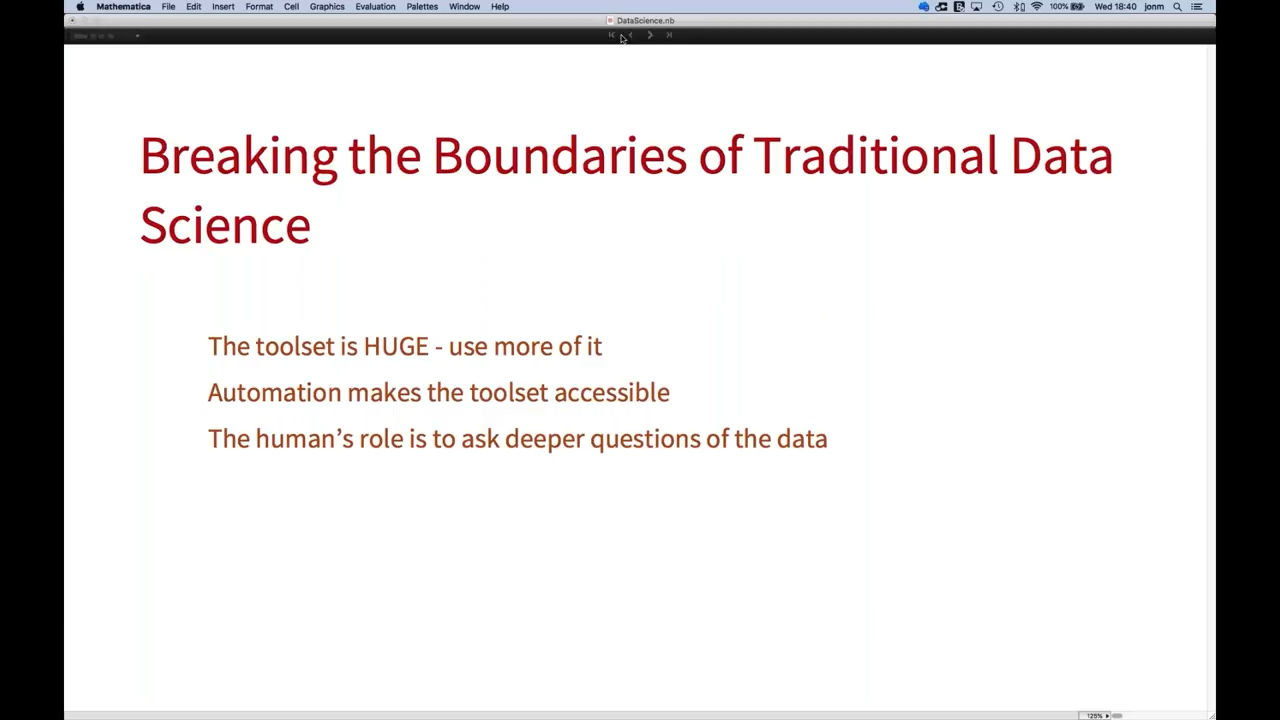 Mathematica File Edit Insert Format Cell Graphics Evaluation Palettes Window Help 100% Wed 18:40 jonm
DataScience.nb
Breaking the Boundaries of Traditional Data
Science
The toolset is HUGE - use more of it
Automation makes the toolset accessible
The human’s role is to ask deeper questions of the data
125%